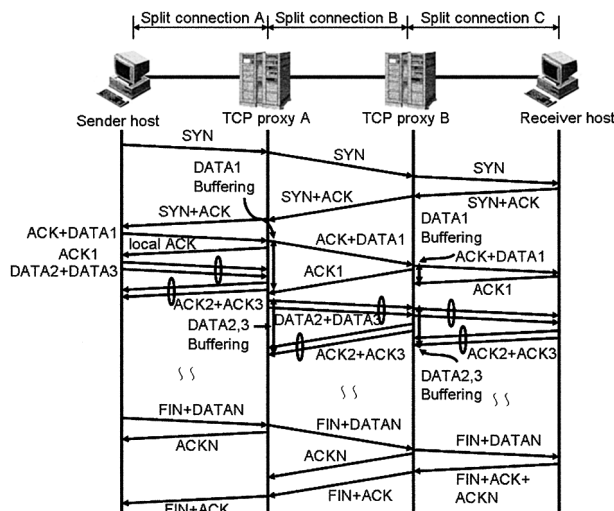 Split connection A
Split connection B
Split connection C
Sender host
TCP proxy A
TCP proxy B
Receiver host
SYN
SYN
SYN
DATA1
Buffering
SYN+ACK
SYN+ACK
SYN+ACK
DATA1
Buffering
ACK+DATA1
local ACK
ACK+DATA1
ACK+DATA1
ACK1
DATA2+DATA3
ACK1
ACK1
ACK2+ACK3
DATA2,3
Buffering
DATA2+DATA3
ACK2+ACK3
ACK2+ACK3
DATA2,3
Buffering
FIN+DATAN
FIN+DATAN
FIN+DATAN
ACKN
ACKN
FIN+ACK
FIN+ACK
FIN+ACK+
ACKN